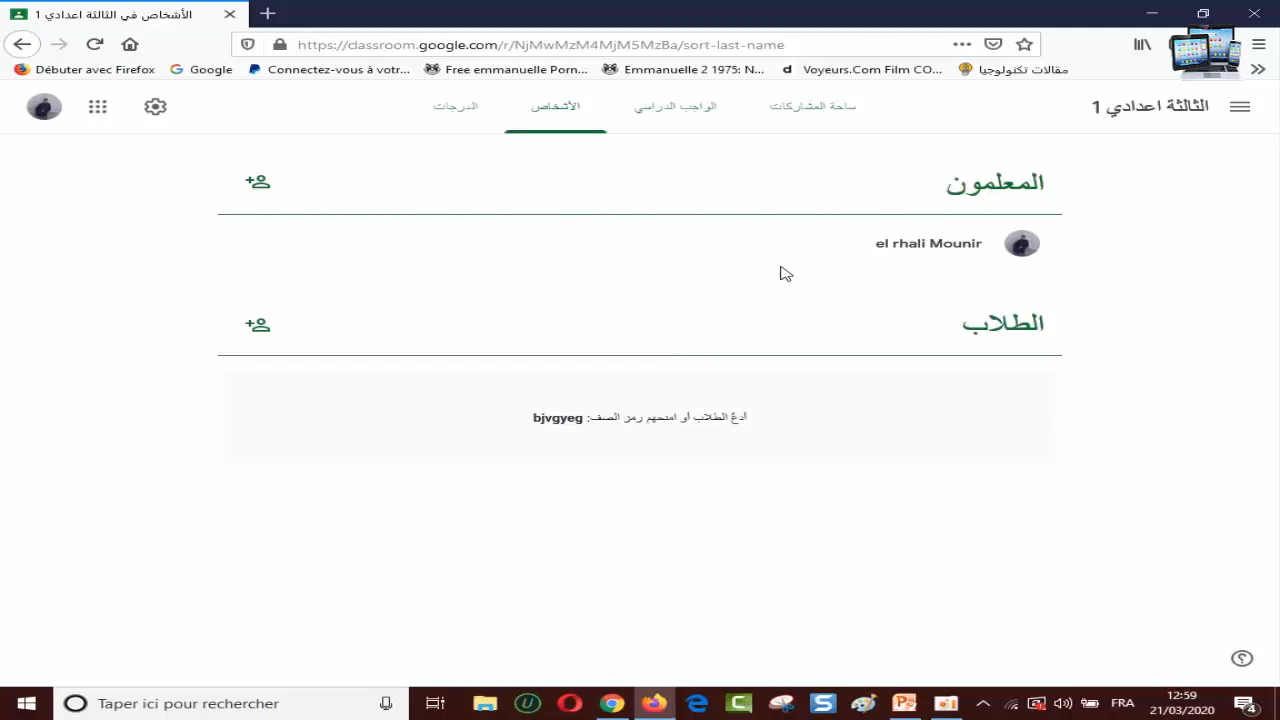 الأشخاص في الثالثة اعدادي 1
https://classroom.google.com/r/NjMwMzM4MjM5MzBa/sort-last-name
Débuter avec Firefox
Google
Connectez-vous à votr...
Free emmanuelle Porn...
Emmanuelle 2 1975: N...
Voyeurs.Com Film CO...
مقالات تكنولوجيا
الثالثة اعدادي 1
ساحة المشاركات
الواجب الدراسي
الأشخاص
الدرجات
المعلمون
el rhali Mounir
الطلاب
ادعُ الطلاب أو امنحهم رمز الصف: bjvgyeg
Taper ici pour rechercher
FRA
12:59
21/03/2020
4